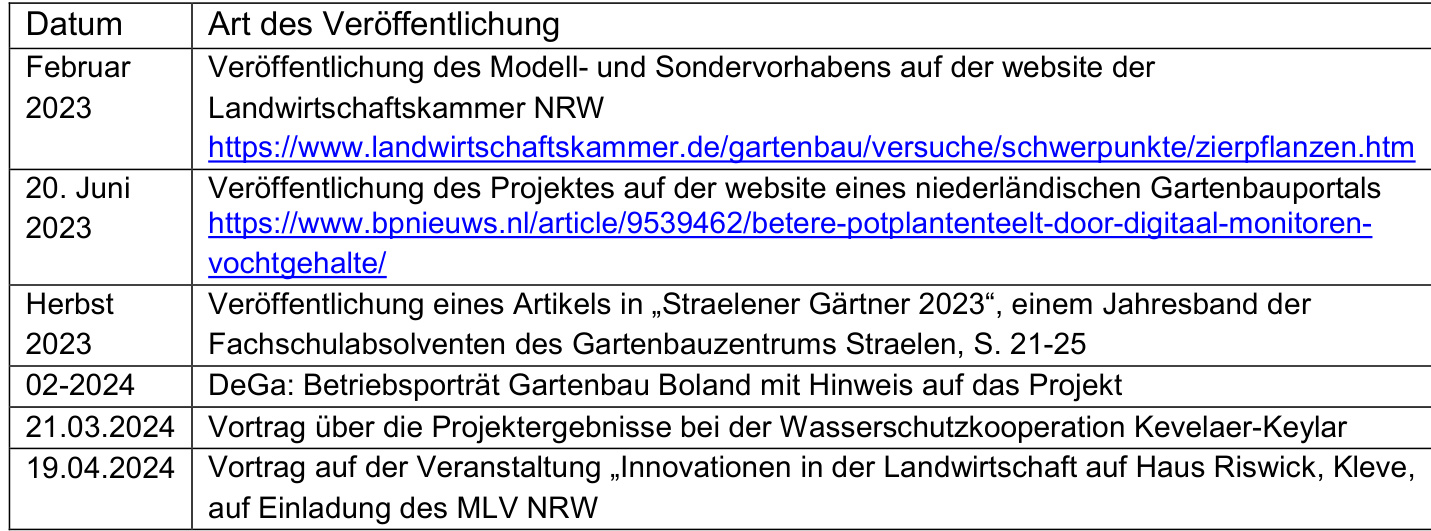 Datum Art des Veröffentlichung
Februar 2023 Veröffentlichung des Modell- und Sondervorhabens auf der website der
Landwirtschaftskammer NRW
https://www.landwirtschaftskammer.de/gartenbau/versuche/schwerpunkte/zierpflanzen.htm
20. Juni 2023 Veröffentlichung des Projektes auf der website eines niederländischen Gartenbauportals
https://www.bpnieuws.nl/article/9539462/betere-potplantenteelt-door-digitaal-monitoren-
vochtgehalte/
Herbst 2023 Veröffentlichung eines Artikels in „Straelener Gärtner 2023“, einem Jahresband der
Fachschulabsolventen des Gartenbauzentrums Straelen, S. 21-25
02-2024 DeGa: Betriebsporträt Gartenbau Boland mit Hinweis auf das Projekt
21.03.2024 Vortrag über die Projektergebnisse bei der Wasserschutzkooperation Kevelaer-Keylar
19.04.2024 Vortrag auf der Veranstaltung „Innovationen in der Landwirtschaft auf Haus Riswick, Kleve,
auf Einladung des MLV NRW